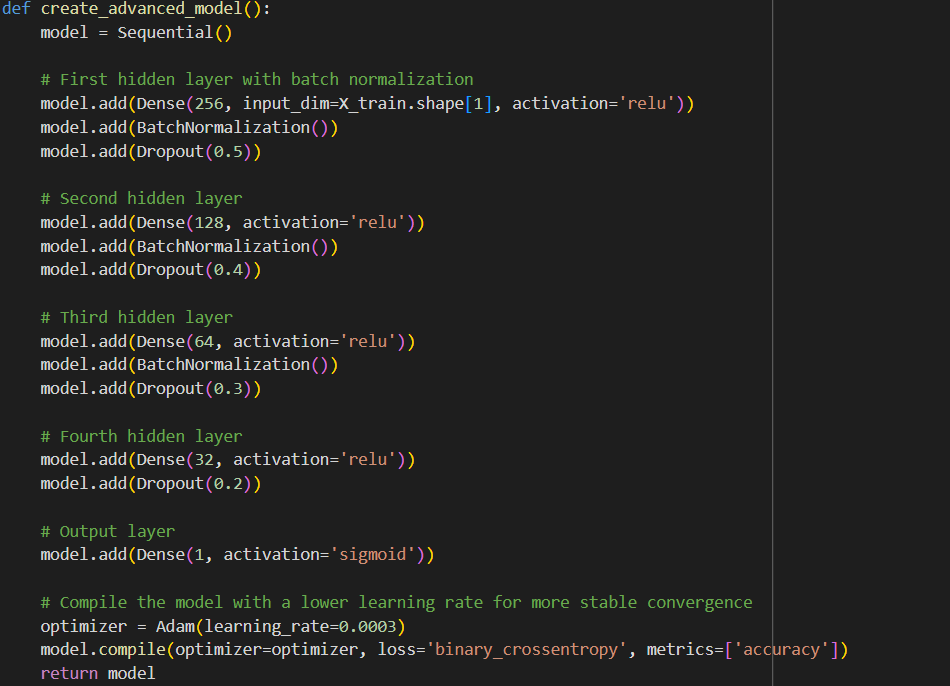 def create_advanced_model():
    model = Sequential()

    # First hidden layer with batch normalization
    model.add(Dense(256, input_dim=X_train.shape[1], activation='relu'))
    model.add(BatchNormalization())
    model.add(Dropout(0.5))

    # Second hidden layer
    model.add(Dense(128, activation='relu'))
    model.add(BatchNormalization())
    model.add(Dropout(0.4))

    # Third hidden layer
    model.add(Dense(64, activation='relu'))
    model.add(BatchNormalization())
    model.add(Dropout(0.3))

    # Fourth hidden layer
    model.add(Dense(32, activation='relu'))
    model.add(Dropout(0.2))

    # Output layer
    model.add(Dense(1, activation='sigmoid'))

    # Compile the model with a lower learning rate for more stable convergence
    optimizer = Adam(learning_rate=0.0003)
    model.compile(optimizer=optimizer, loss='binary_crossentropy', metrics=['accuracy'])
    return model